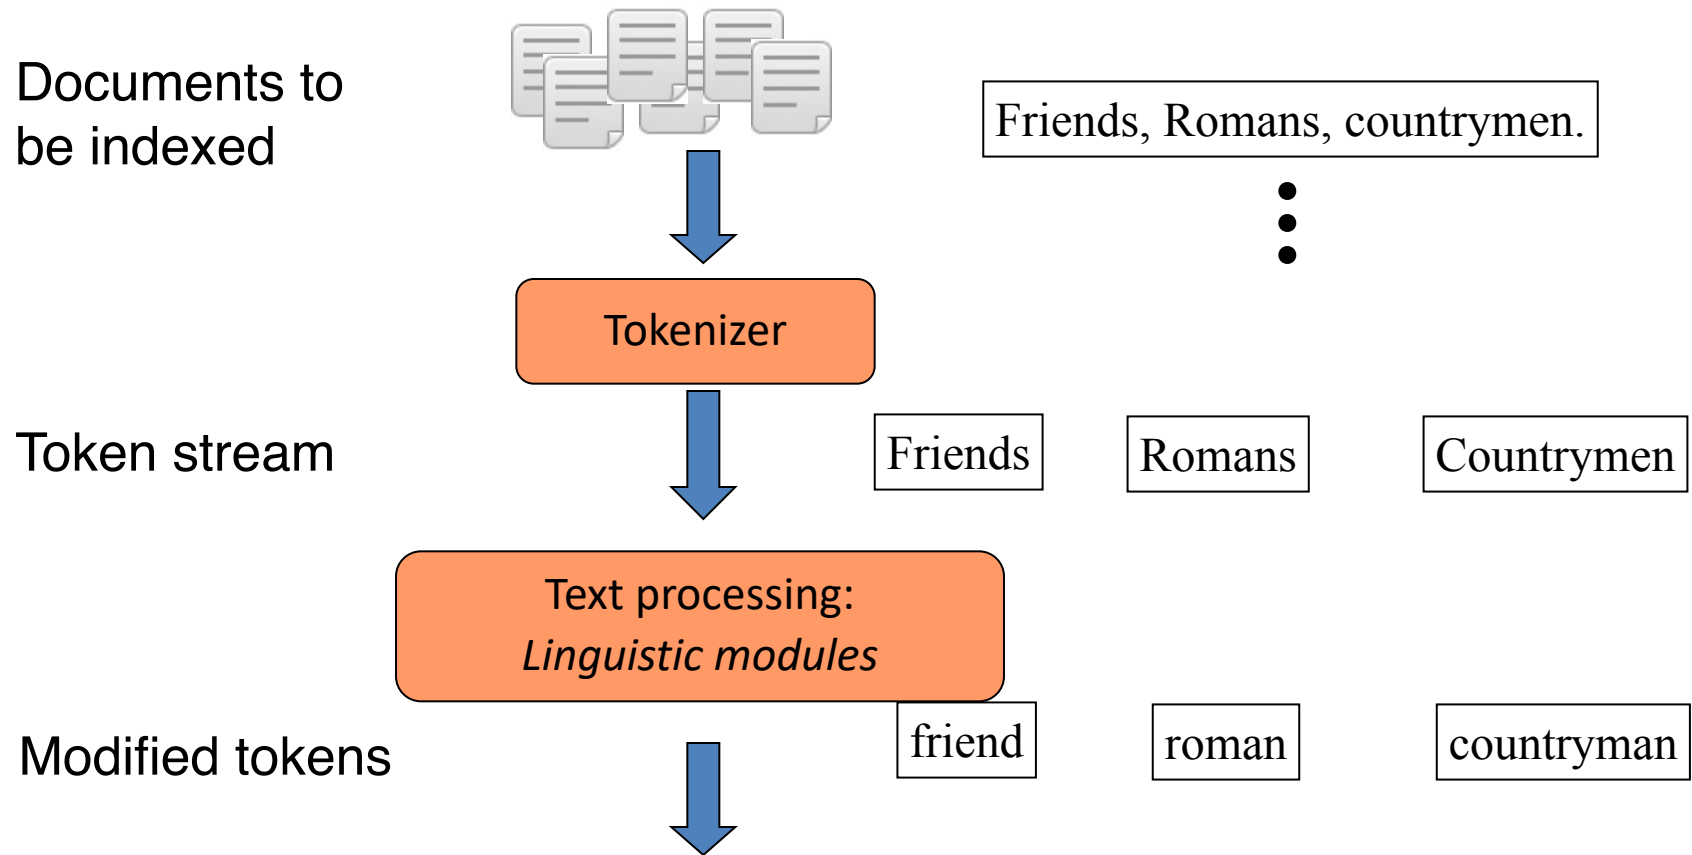 Documents to
be indexed
Friends, Romans, countrymen.
Tokenizer
Token stream
Friends
Romans
Countrymen
Text processing:
Linguistic modules
Modified tokens
friend
roman
countryman